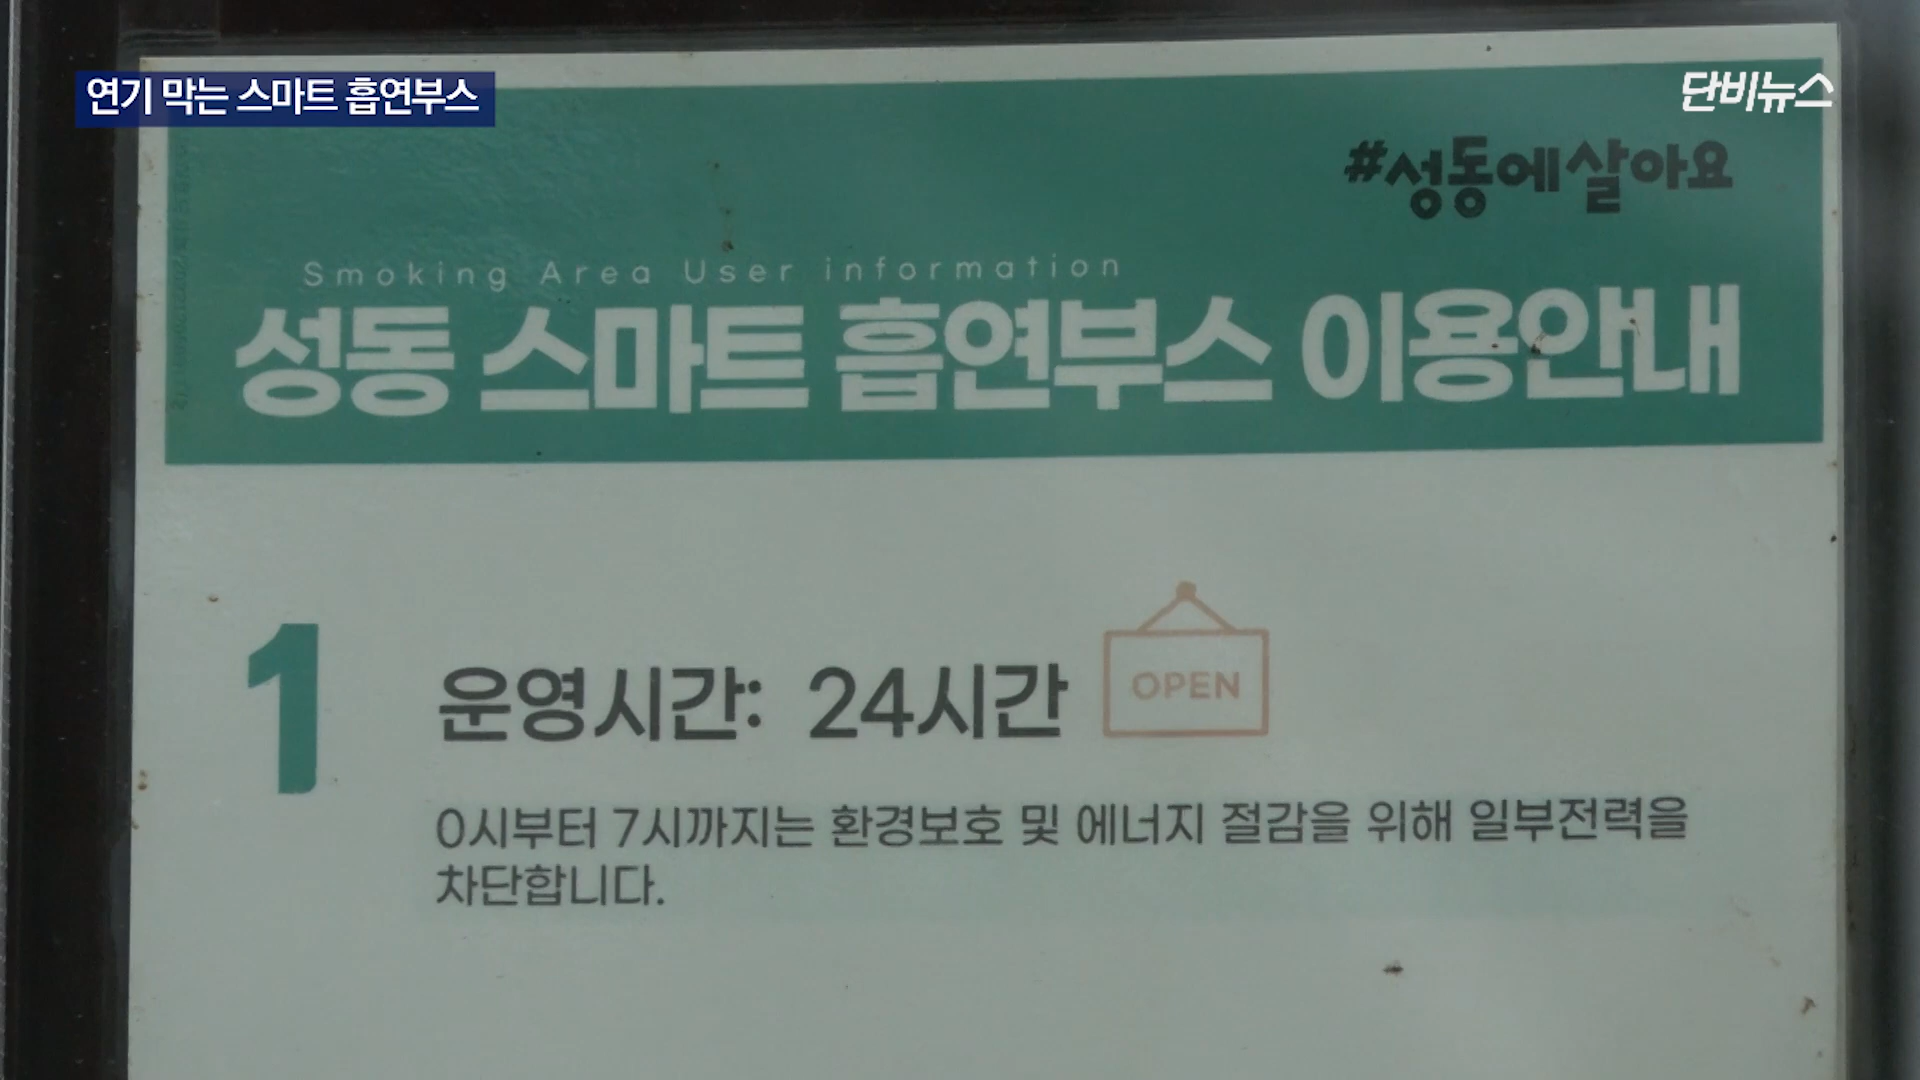 연기 막는 스마트 흡연부스
단비뉴스
#성동에살아요
Smoking Area User information
성동 스마트 흡연부스 이용안내
1
운영시간: 24시간
OPEN
0시부터 7시까지는 환경보호 및 에너지 절감을 위해 일부전력을
차단합니다.